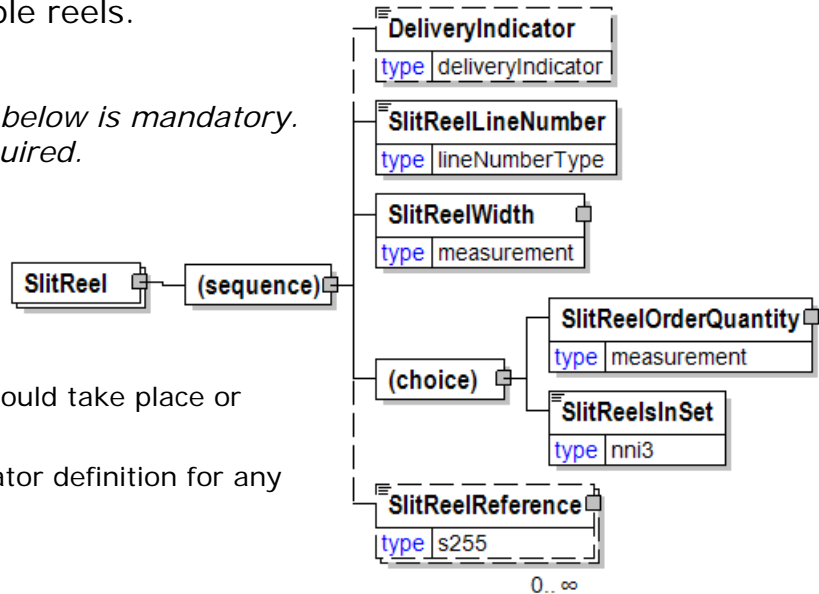 ble reels.
below is mandatory.
uired.
ould take place or
ator definition for any
SlitReel
(sequence)
DeliveryIndicator
type deliveryIndicator
SlitReelLineNumber
type lineNumberType
SlitReelWidth
type measurement
(choice)
SlitReelOrderQuantity
type measurement
SlitReelsInSet
type nni3
SlitReelReference
type s255
0..∞